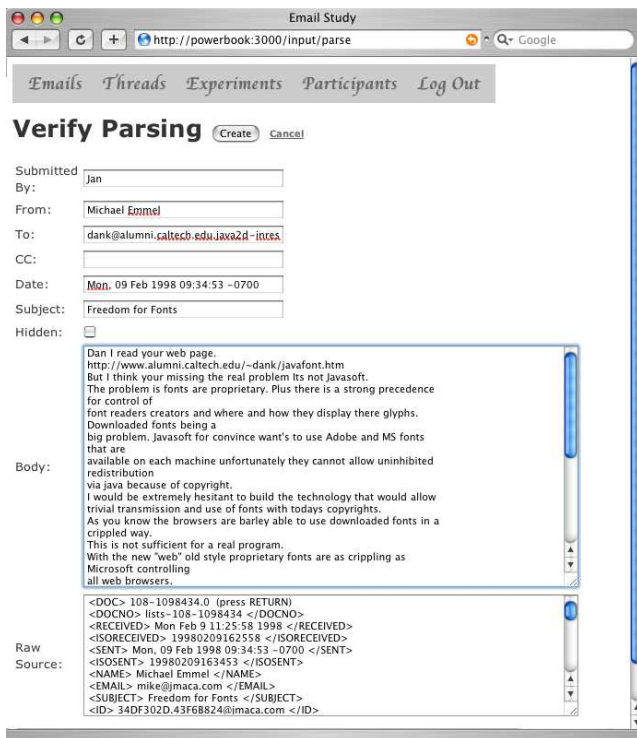 Email Study
http://powerbook:3000/input/parse
Google
Emails Threads Experiments Participants Log Out
Verify Parsing Create Cancel
Submitted By: Jan
From: Michael Emmel
To: dank@alumni.caltech.edu,java2d-inres
CC:
Date: Mon, 09 Feb 1998 09:34:53 -0700
Subject: Freedom for Fonts
Hidden:
Body:
Dan I read your web page.
http://www.alumni.caltech.edu/~dank/javafont.htm
But I think your missing the real problem Its not Javasoft.
The problem is fonts are proprietary. Plus there is a strong precedence
for control of
font readers creators and where and how they display there glyphs.
Downloaded fonts being a
big problem. Javasoft for convince want's to use Adobe and MS fonts
that are
available on each machine unfortunately they cannot allow uninhibited
redistribution
via java because of copyright.
I would be extremely hesitant to build the technology that would allow
trivial transmission and use of fonts with todays copyrights.
As you know the browsers are barley able to use downloaded fonts in a
crippled way.
This is not sufficient for a real program.
With the new "web" old style proprietary fonts are as crippling as
Microsoft controlling
all web browsers.
Raw Source:
<DOC> 108-1098434.0 (press RETURN)
<DOCNO> lists-108-1098434 </DOCNO>
<RECEIVED> Mon Feb 9 11:25:58 1998 </RECEIVED>
<ISORECEIVED> 19980209162558 </ISORECEIVED>
<SENT> Mon, 09 Feb 1998 09:34:53 -0700 </SENT>
<ISOSENT> 19980209163453 </ISOSENT>
<NAME> Michael Emmel </NAME>
<EMAIL> mike@jmaca.com </EMAIL>
<SUBJECT> Freedom for Fonts </SUBJECT>
<ID> 34DF302D.43F6B824@jmaca.com </ID>